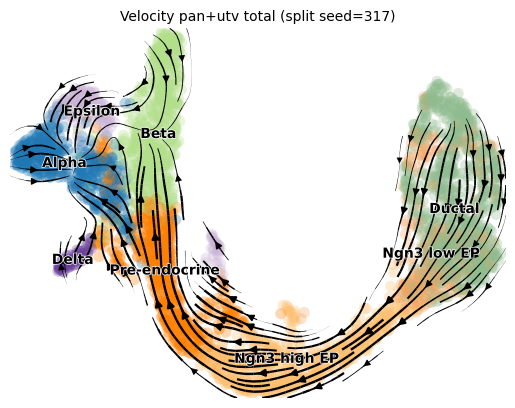 Velocity pan+utv total (split seed=317)
Epsilon
Beta
Alpha
Ductal
Ngn3 low EP
Delta
Pre-endocrine
Ngn3 high EP